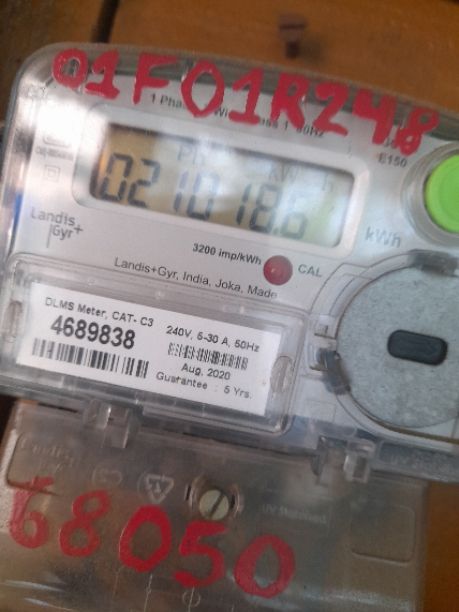 01F01R248
1 Pha
50Hz
E150
kW h
021018.6
kWh
Landis
Gyr+
3200 imp/kWh
CAL
Landis+Gyr, India, Joka, Made
DLMS Meter, CAT- C3
4689838
240V, 5-30 A, 50Hz
Aug. 2020
Guarantee : 5 Yrs.
68050